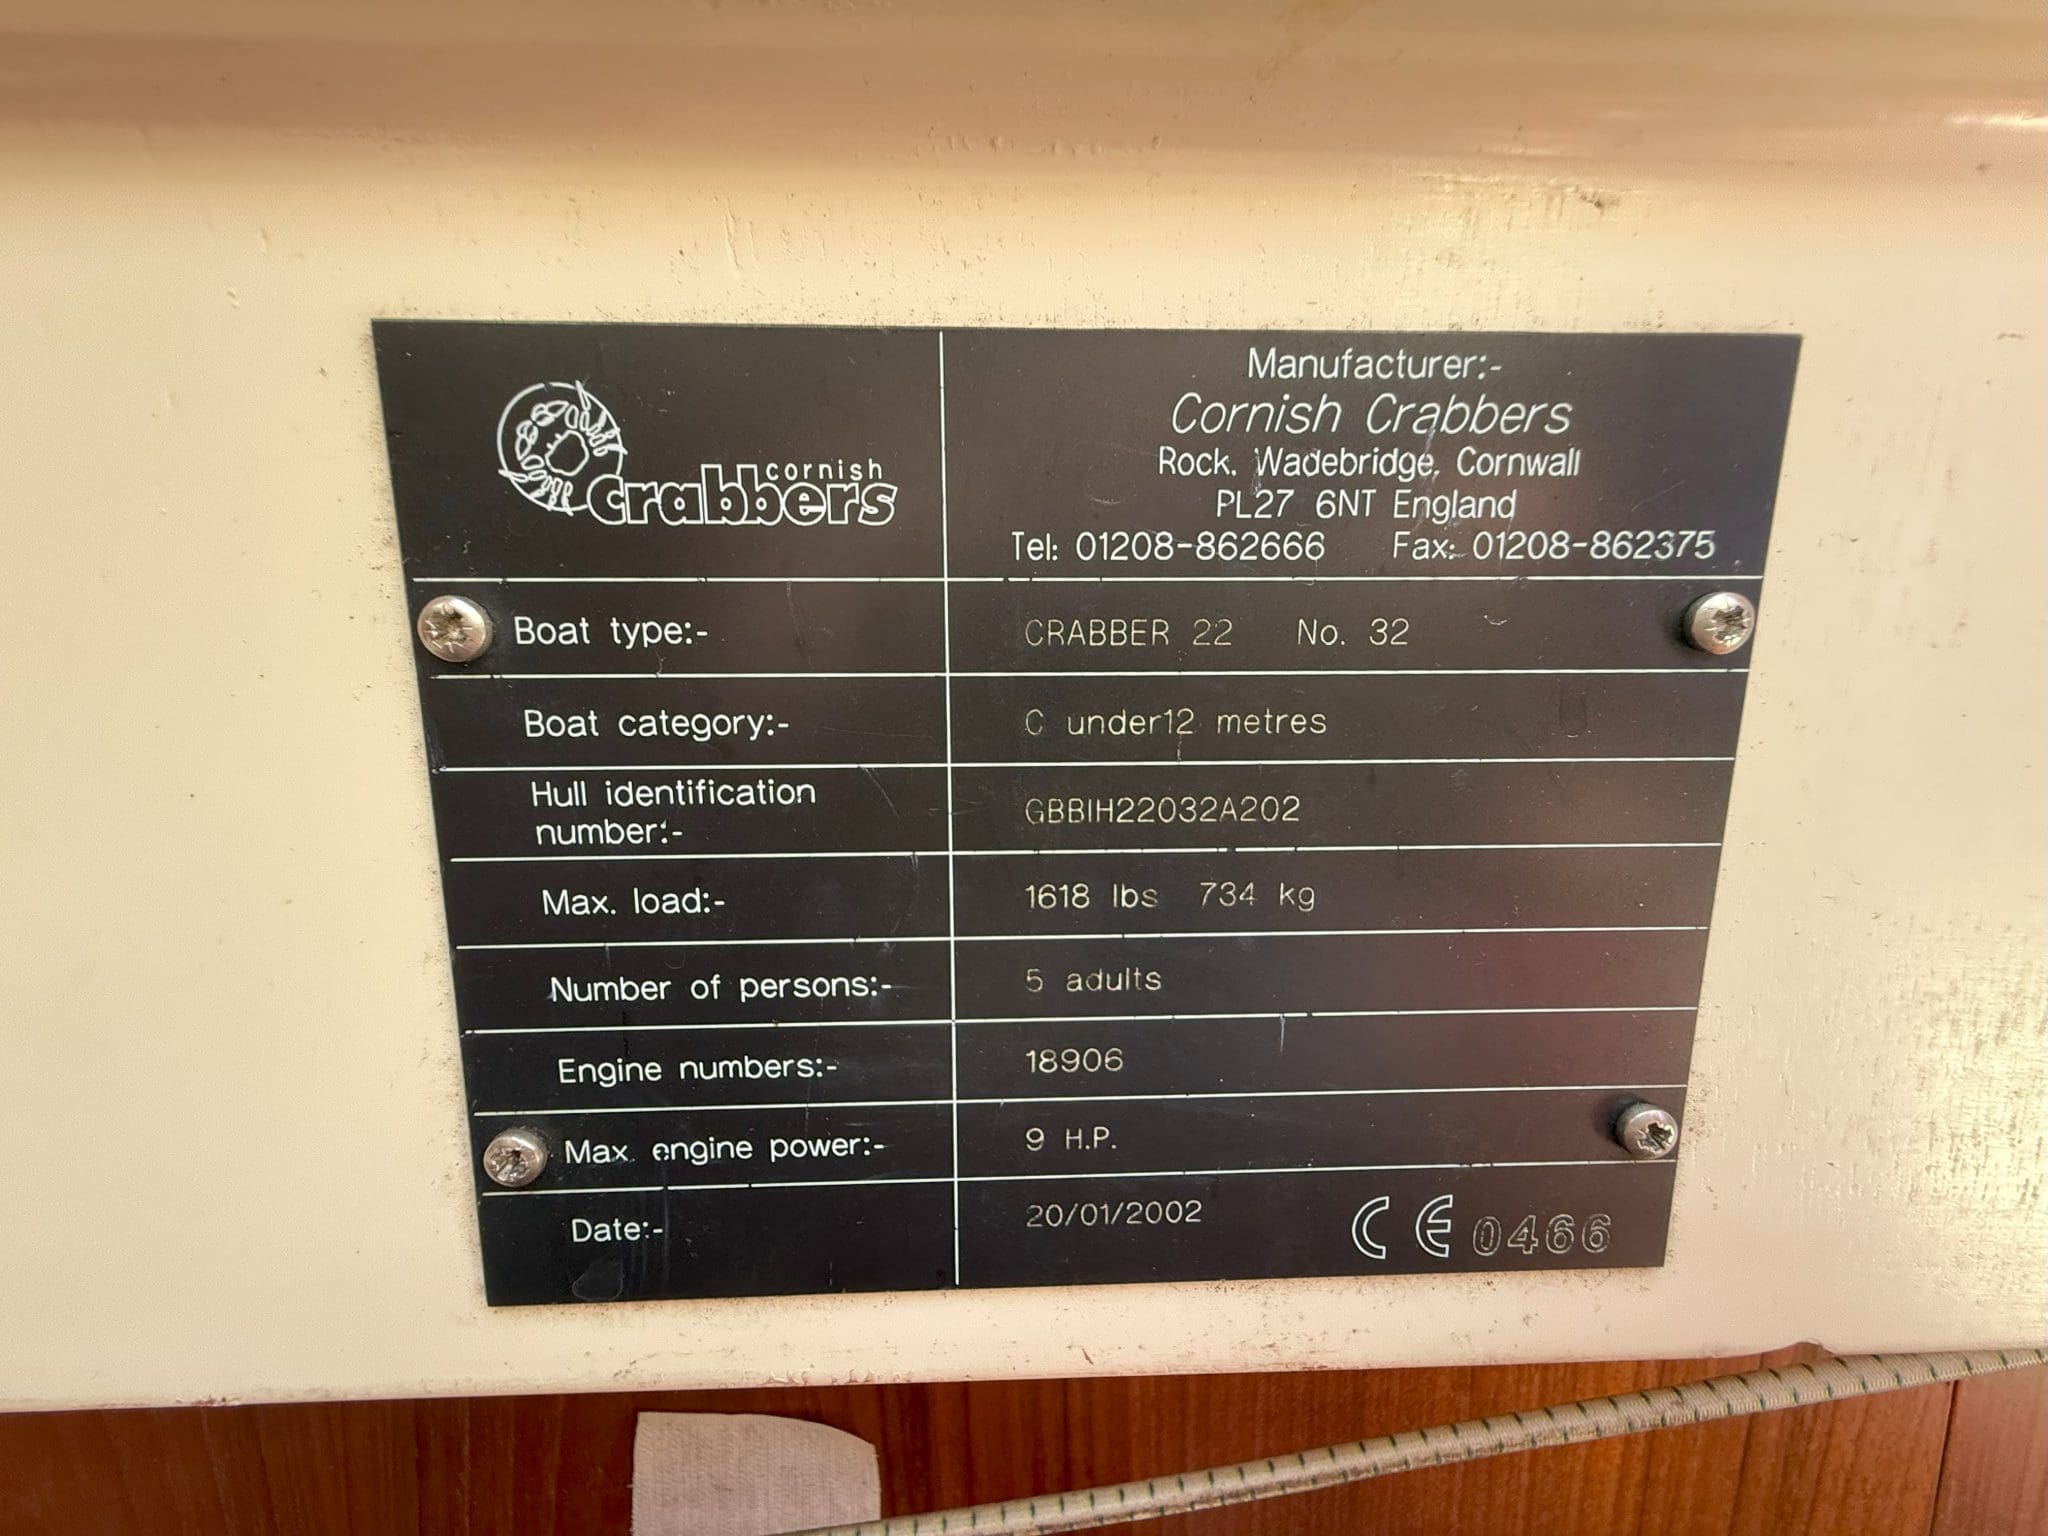 cornish
crabbers
Manufacturer:-
Cornish Crabbers
Rock, Wadebridge, Cornwall
PL27 6NT England
Tel: 01208-862666 Fax: 01208-862375
Boat type:- CRABBER 22 No. 32
Boat category:- C under12 metres
Hull identification
number:- GBBIH22032A202
Max. load:- 1618 lbs 734 kg
Number of persons:- 5 adults
Engine numbers:- 18906
Max. engine power:- 9 H.P.
Date:- 20/01/2002 CE 0466